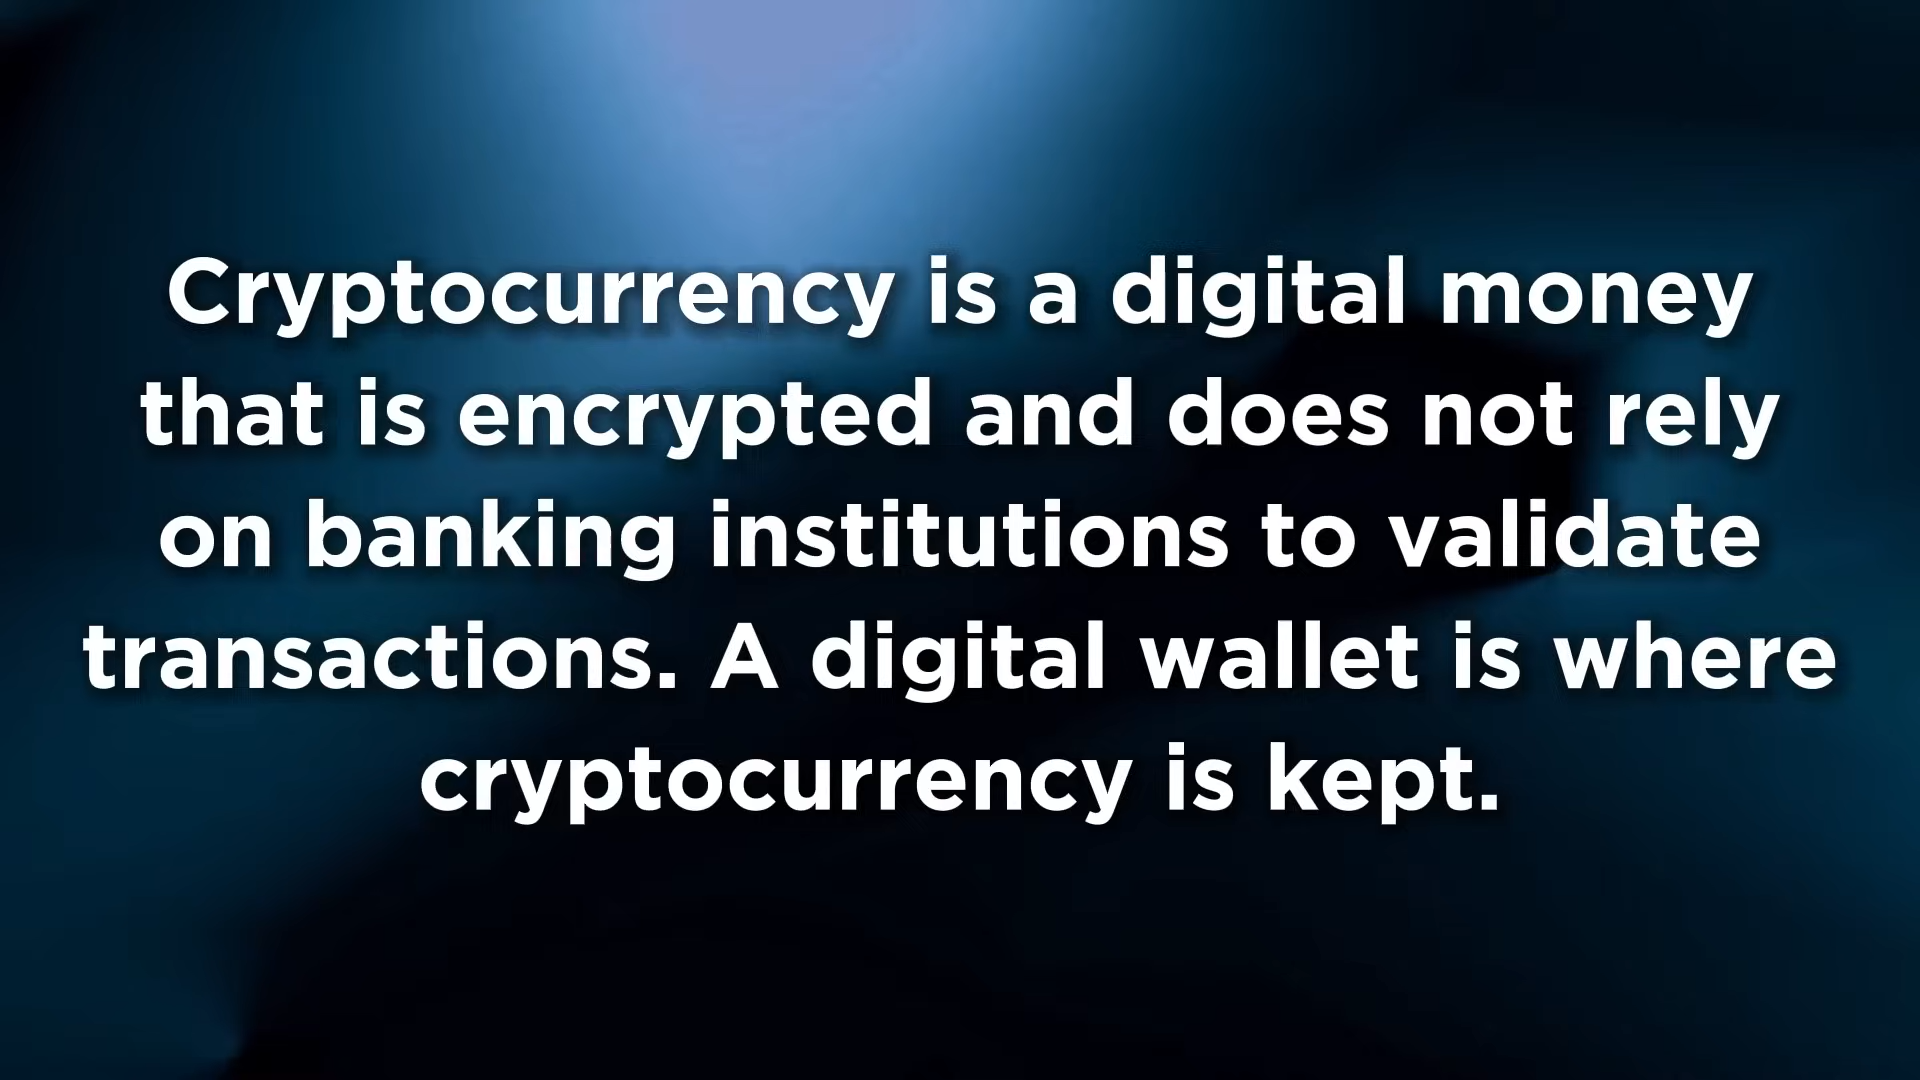 Cryptocurrency is a digital money
that is encrypted and does not rely
on banking institutions to validate
transactions. A digital wallet is where
cryptocurrency is kept.